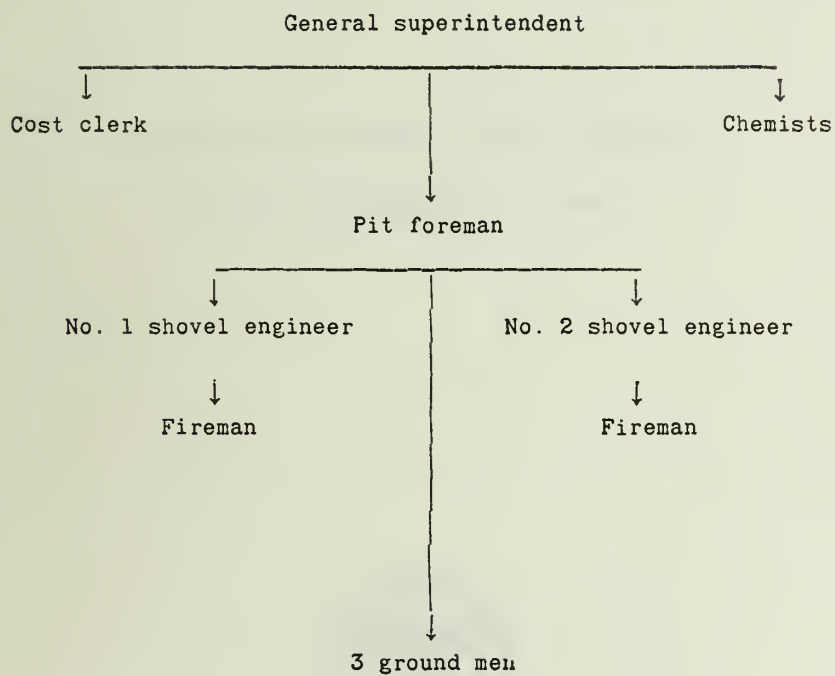 General superintendent
Cost clerk
Chemists
Pit foreman
No. 1 shovel engineer
No. 2 shovel engineer
Fireman
Fireman
3 ground men